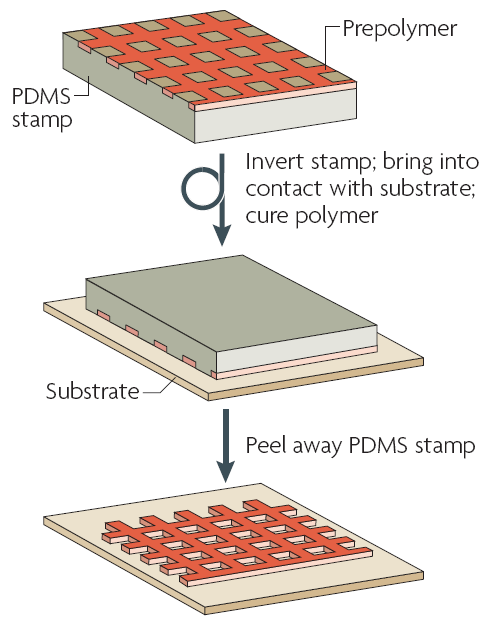 Prepolymer
PDMS
stamp
Invert stamp; bring into
contact with substrate;
cure polymer
Substrate
Peel away PDMS stamp